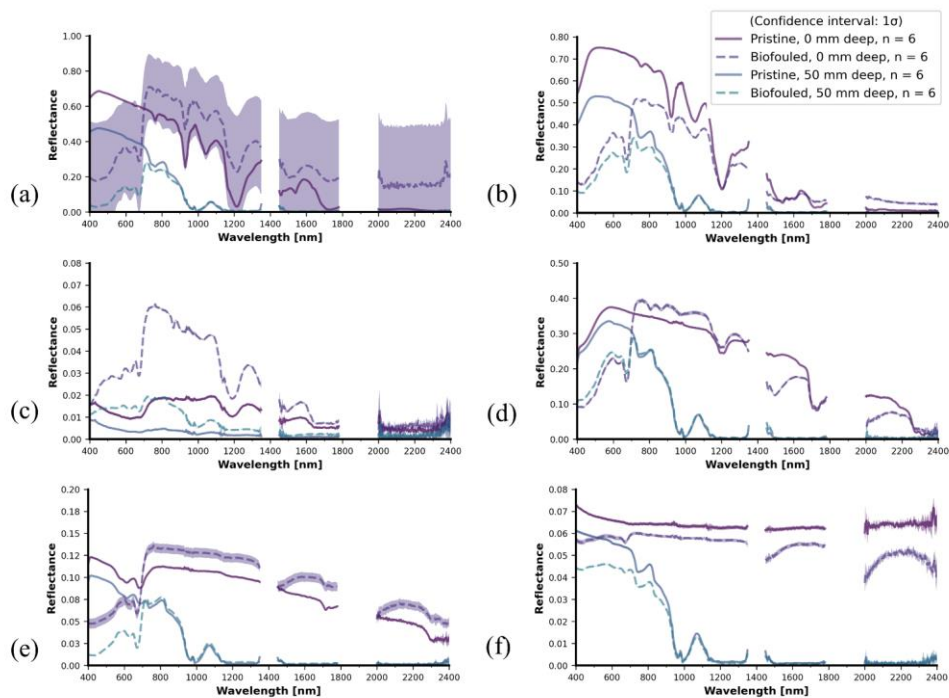 (Confidence interval: 1σ)
Pristine, 0 mm deep, n = 6
Biofouled, 0 mm deep, n = 6
Pristine, 50 mm deep, n = 6
Biofouled, 50 mm deep, n = 6
(a)
Reflectance
1.00
0.80
0.60
0.40
0.20
0.00
400 600 800 1000 1200 1400 1600 1800 2000 2200 2400
Wavelength [nm]
(b)
Reflectance
0.80
0.70
0.60
0.50
0.40
0.30
0.20
0.10
0.00
400 600 800 1000 1200 1400 1600 1800 2000 2200 2400
Wavelength [nm]
(c)
Reflectance
0.08
0.07
0.06
0.05
0.04
0.03
0.02
0.01
0.00
400 600 800 1000 1200 1400 1600 1800 2000 2200 2400
Wavelength [nm]
(d)
Reflectance
0.50
0.40
0.30
0.20
0.10
0.00
400 600 800 1000 1200 1400 1600 1800 2000 2200 2400
Wavelength [nm]
(e)
Reflectance
0.20
0.17
0.15
0.12
0.10
0.08
0.05
0.03
0.00
400 600 800 1000 1200 1400 1600 1800 2000 2200 2400
Wavelength [nm]
(f)
Reflectance
0.08
0.07
0.06
0.05
0.04
0.03
0.02
0.01
0.00
400 600 800 1000 1200 1400 1600 1800 2000 2200 2400
Wavelength [nm]